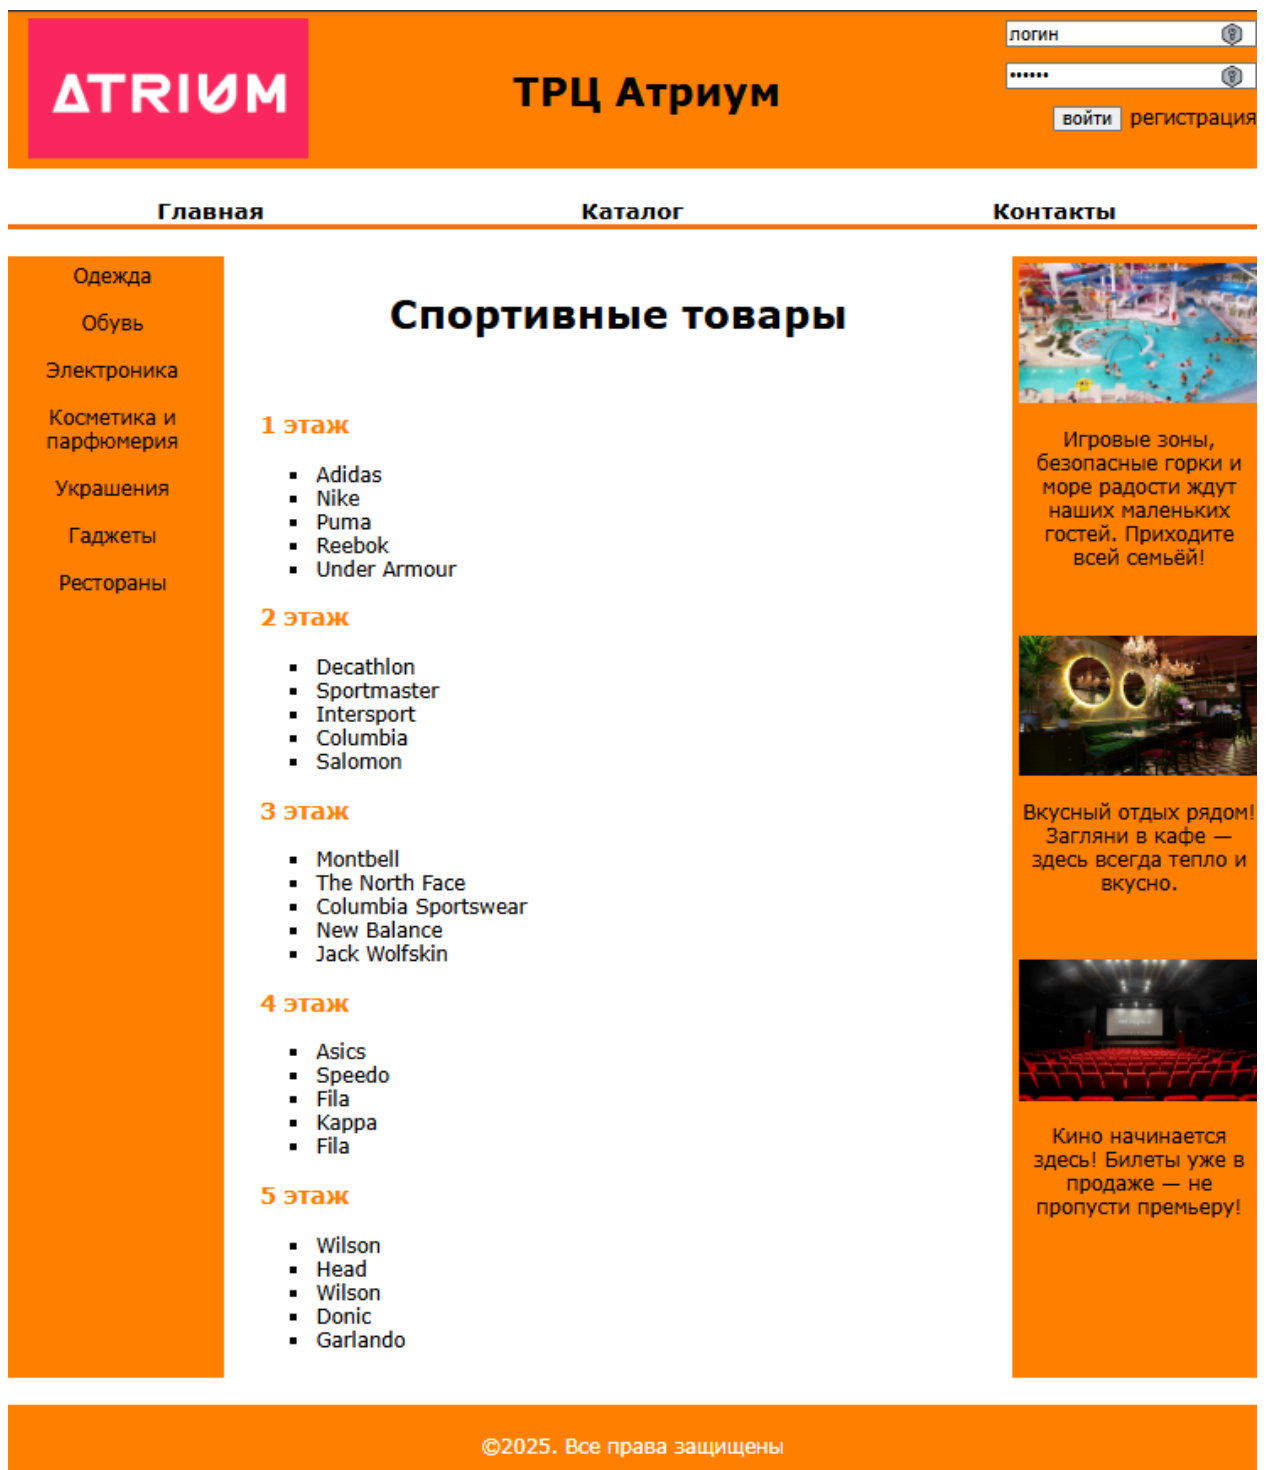 ATRIUM
ТРЦ Атриум
логин
••••••
войти регистрация
Главная Каталог Контакты
Одежда
Обувь
Электроника
Косметика и
парфюмерия
Украшения
Гаджеты
Рестораны
Спортивные товары
1 этаж
Adidas
Nike
Puma
Reebok
Under Armour
2 этаж
Decathlon
Sportmaster
Intersport
Columbia
Salomon
3 этаж
Montbell
The North Face
Columbia Sportswear
New Balance
Jack Wolfskin
4 этаж
Asics
Speedo
Fila
Kappa
Fila
5 этаж
Wilson
Head
Wilson
Donic
Garlando
Игровые зоны,
безопасные горки и
море радости ждут
наших маленьких
гостей. Приходите
всей семьёй!
Вкусный отдых рядом!
Загляни в кафе —
здесь всегда тепло и
вкусно.
Кино начинается
здесь! Билеты уже в
продаже — не
пропусти премьеру!
©2025. Все права защищены